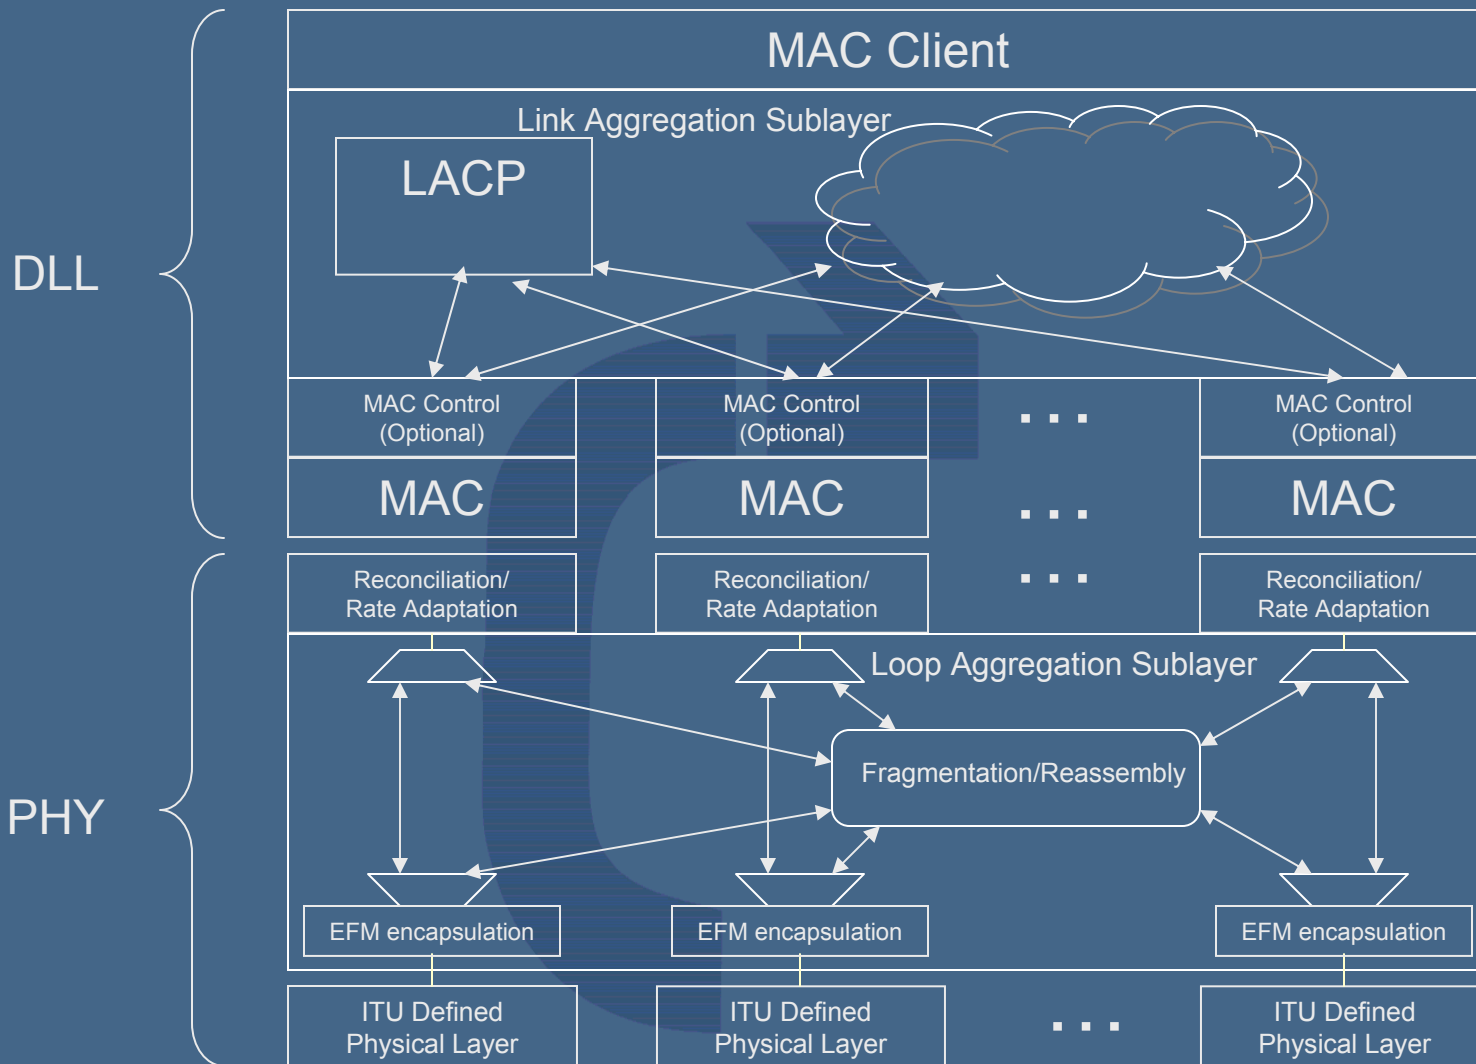 MAC Client
Link Aggregation Sublayer
LACP
DLL
MAC Control
(Optional)
MAC Control
(Optional)
...
MAC Control
(Optional)
MAC
MAC
...
MAC
Reconciliation/
Rate Adaptation
Reconciliation/
Rate Adaptation
...
Reconciliation/
Rate Adaptation
Loop Aggregation Sublayer
Fragmentation/Reassembly
PHY
EFM encapsulation
EFM encapsulation
EFM encapsulation
ITU Defined
Physical Layer
ITU Defined
Physical Layer
...
ITU Defined
Physical Layer